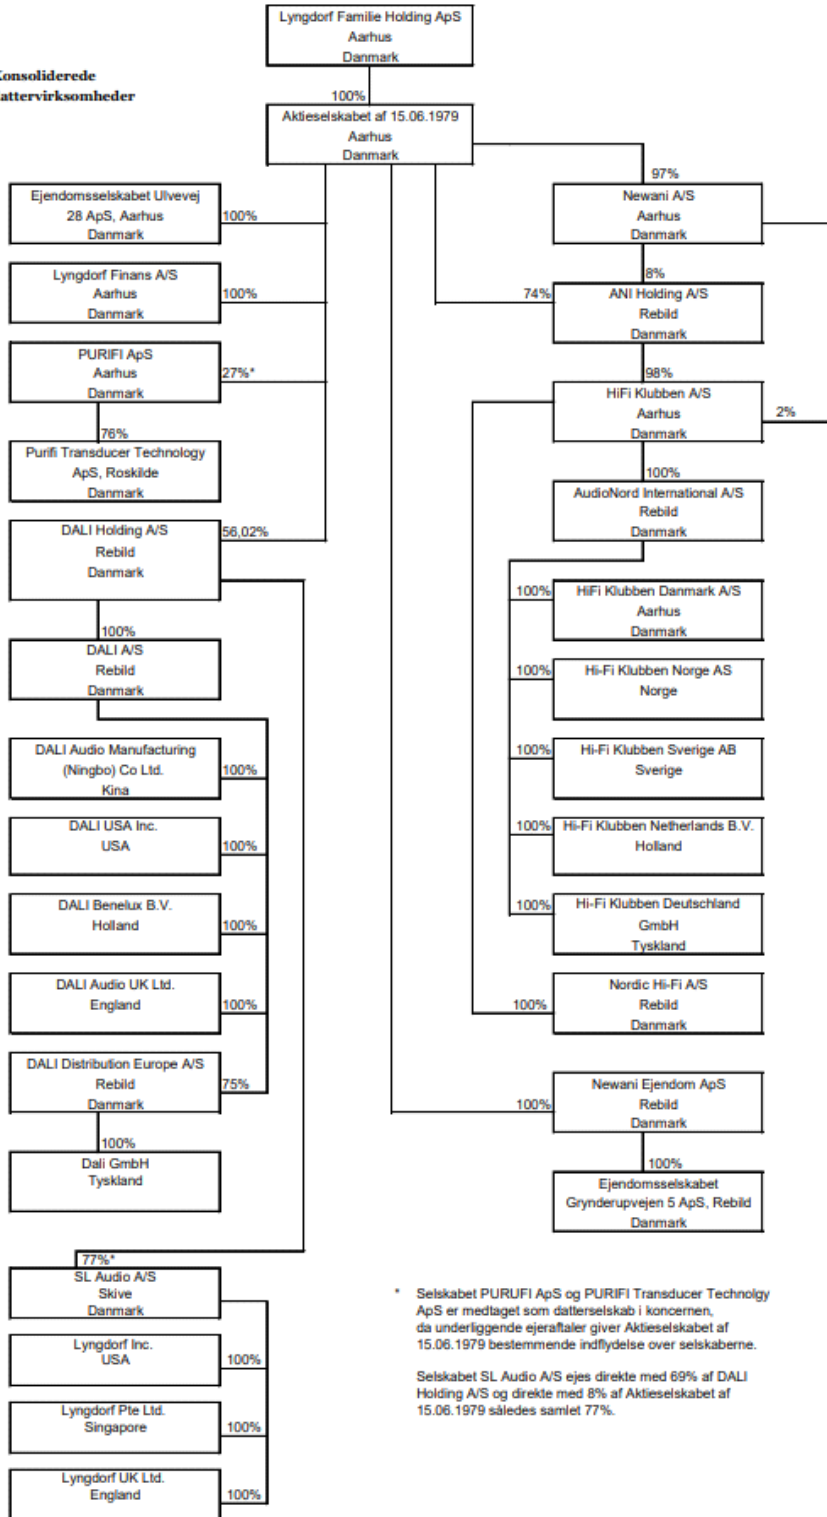 Lyngdorf Familie Holding ApS
Aarhus
Danmark
Konsoliderede
attervirksomheder
100%
Aktieselskabet af 15.06.1979
Aarhus
Danmark
97%
Ejendomsselskabet Ulvevej
28 ApS, Aarhus
Danmark
100%
Newani A/S
Aarhus
Danmark
8%
Lyngdorf Finans A/S
Aarhus
Danmark
100%
74%
ANI Holding A/S
Rebild
Danmark
98%
PURIFI ApS
Aarhus
Danmark
27%*
76%
HiFi Klubben A/S
Aarhus
Danmark
2%
100%
Purifi Transducer Technology
ApS, Roskilde
Danmark
AudioNord International A/S
Rebild
Danmark
DALI Holding A/S
Rebild
Danmark
56,02%
100%
100%
HiFi Klubben Danmark A/S
Aarhus
Danmark
DALI A/S
Rebild
Danmark
100%
Hi-Fi Klubben Norge AS
Norge
DALI Audio Manufacturing
(Ningbo) Co Ltd.
Kina
100%
100%
Hi-Fi Klubben Sverige AB
Sverige
DALI USA Inc.
USA
100%
100%
Hi-Fi Klubben Netherlands B.V.
Holland
DALI Benelux B.V.
Holland
100%
100%
Hi-Fi Klubben Deutschland
GmbH
Tyskland
DALI Audio UK Ltd.
England
100%
100%
Nordic Hi-Fi A/S
Rebild
Danmark
DALI Distribution Europe A/S
Rebild
Danmark
75%
100%
100%
Newani Ejendom ApS
Rebild
Danmark
100%
Dali GmbH
Tyskland
Ejendomsselskabet
Grynderupvejen 5 ApS, Rebild
Danmark
77%*
SL Audio A/S
Skive
Danmark
Lyngdorf Inc.
USA
100%
Lyngdorf Pte Ltd.
Singapore
100%
Lyngdorf UK Ltd.
England
100%
* Selskabet PURUFI ApS og PURIFI Transducer Technolgy
ApS er medtaget som datterselskab i koncernen,
da underliggende ejeraftaler giver Aktieselskabet af
15.06.1979 bestemmende indflydelse over selskaberne.
Selskabet SL Audio A/S ejes direkte med 69% af DALI
Holding A/S og direkte med 8% af Aktieselskabet af
15.06.1979 således samlet 77%.